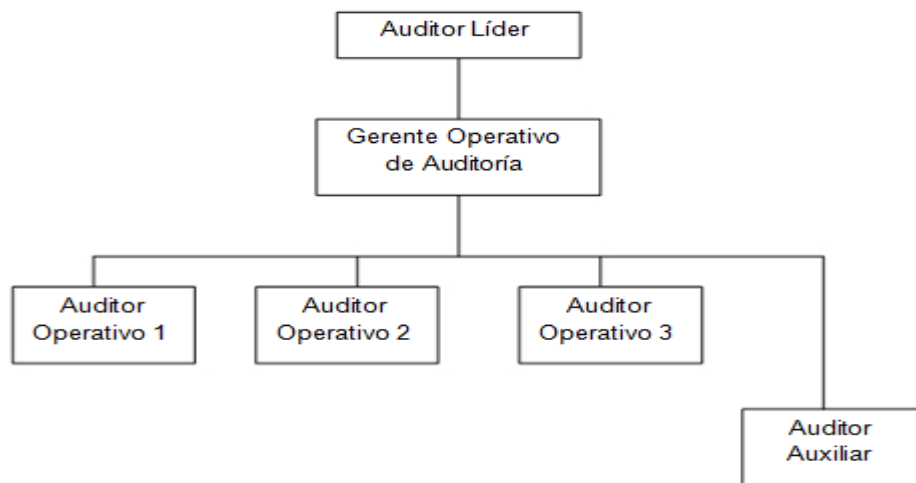 Auditor Líder
Gerente Operativo
de Auditoría
Auditor
Operativo 1
Auditor
Operativo 2
Auditor
Operativo 3
Auditor
Auxiliar